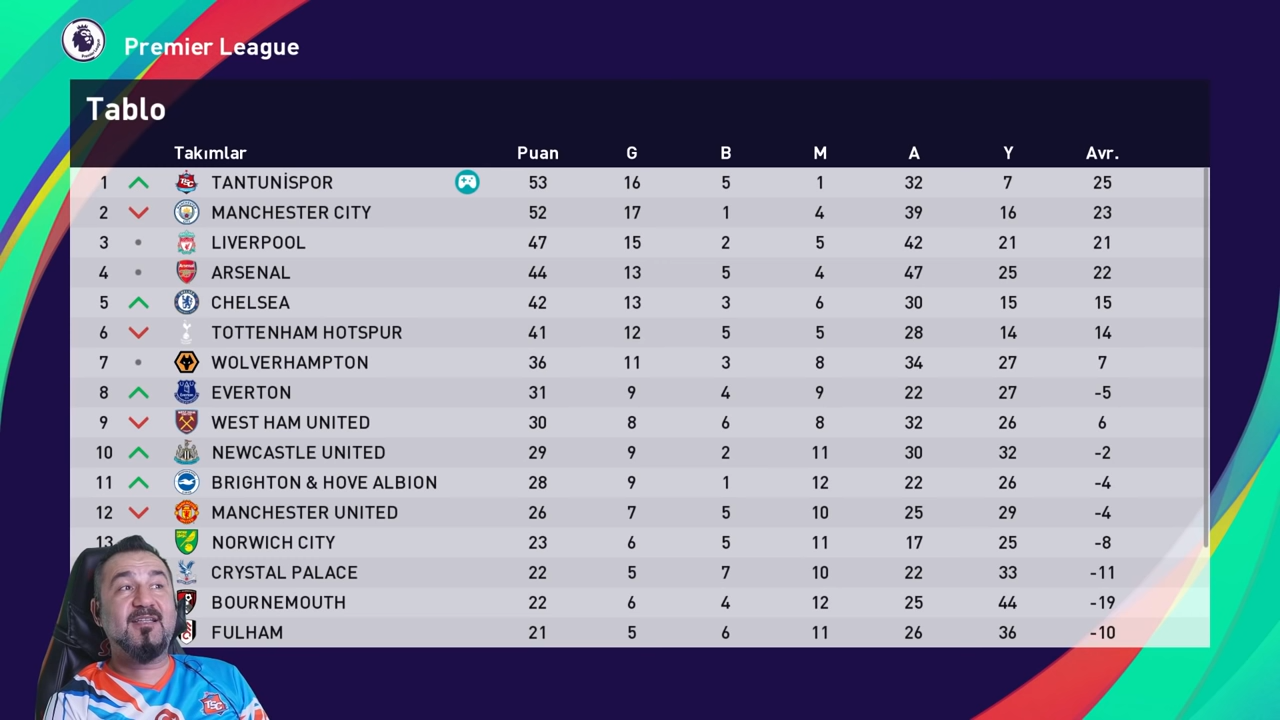 Premier League
Tablo
Takımlar Puan G B M A Y Avr.
1 TANTUNİSPOR 53 16 5 1 32 7 25
2 MANCHESTER CITY 52 17 1 4 39 16 23
3 LIVERPOOL 47 15 2 5 42 21 21
4 ARSENAL 44 13 5 4 47 25 22
5 CHELSEA 42 13 3 6 30 15 15
6 TOTTENHAM HOTSPUR 41 12 5 5 28 14 14
7 WOLVERHAMPTON 36 11 3 8 34 27 7
8 EVERTON 31 9 4 9 22 27 -5
9 WEST HAM UNITED 30 8 6 8 32 26 6
10 NEWCASTLE UNITED 29 9 2 11 30 32 -2
11 BRIGHTON & HOVE ALBION 28 9 1 12 22 26 -4
12 MANCHESTER UNITED 26 7 5 10 25 29 -4
13 NORWICH CITY 23 6 5 11 17 25 -8
CRYSTAL PALACE 22 5 7 10 22 33 -11
BOURNEMOUTH 22 6 4 12 25 44 -19
FULHAM 21 5 6 11 26 36 -10
TSC